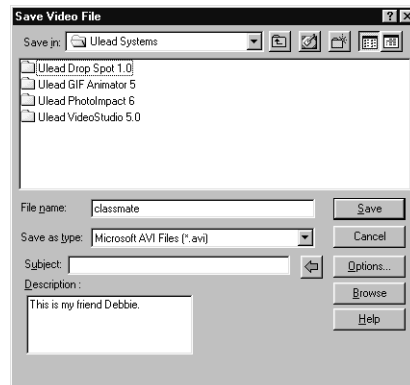 Save Video File
Save in: Ulead Systems
Ulead Drop Spot 1.0
Ulead GIF Animator 5
Ulead PhotoImpact 6
Ulead VideoStudio 5.0
File name: classmate Save
Save as type: Microsoft AVI Files (*.avi) Cancel
Subject: Options...
Description : Browse
This is my friend Debbie. Help